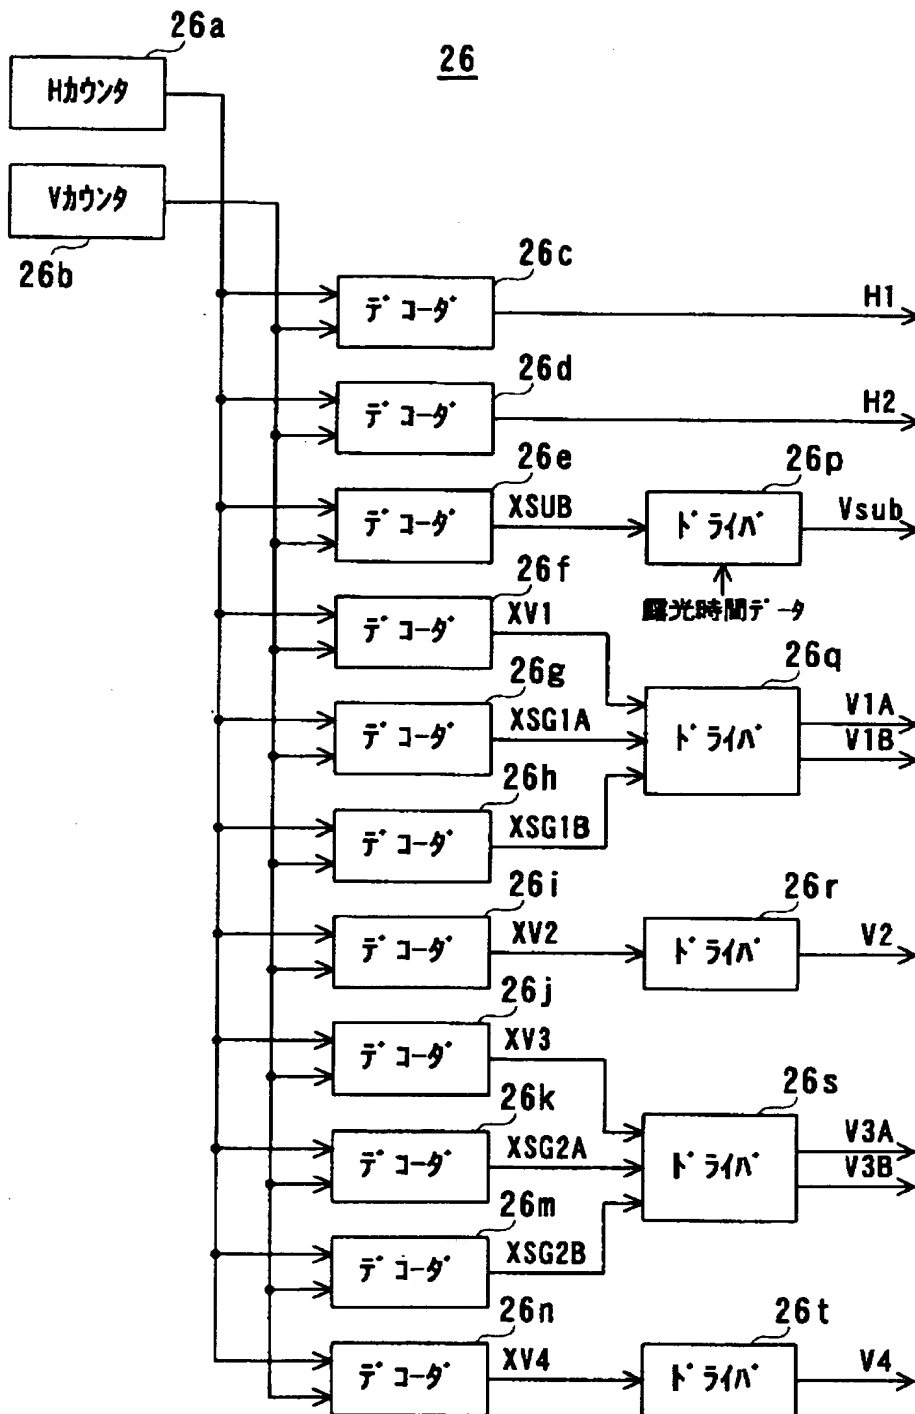 26a
26
Hカウンタ
Vカウンタ
26b
26c
デコーダ
H1
26d
デコーダ
H2
26e
デコーダ
XSUB
26p
ドライバ
Vsub
露光時間データ
26f
デコーダ
XV1
26g
デコーダ
XSG1A
26q
ドライバ
V1A
V1B
26h
デコーダ
XSG1B
26i
デコーダ
XV2
26r
ドライバ
V2
26j
デコーダ
XV3
26k
デコーダ
XSG2A
26s
ドライバ
V3A
V3B
26m
デコーダ
XSG2B
26n
デコーダ
XV4
26t
ドライバ
V4